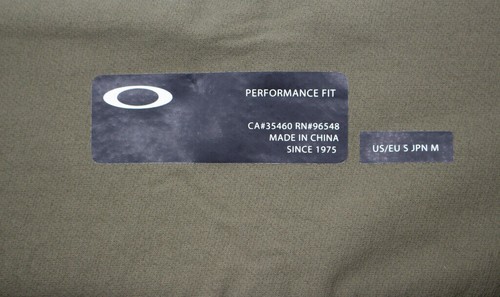 PERFORMANCE FIT
CA#35460 RN#96548
MADE IN CHINA
SINCE 1975
US/EU S JPN M